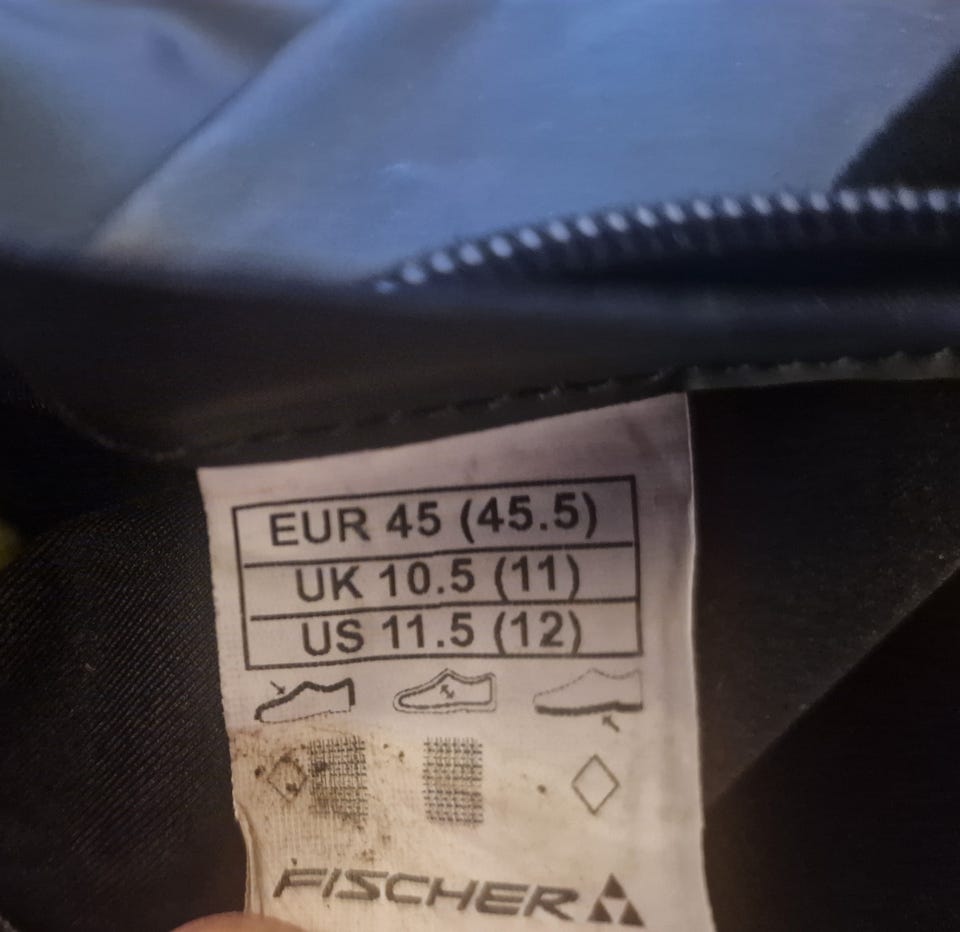 EUR 45 (45.5)
UK 10.5 (11)
US 11.5 (12)
FISCHER